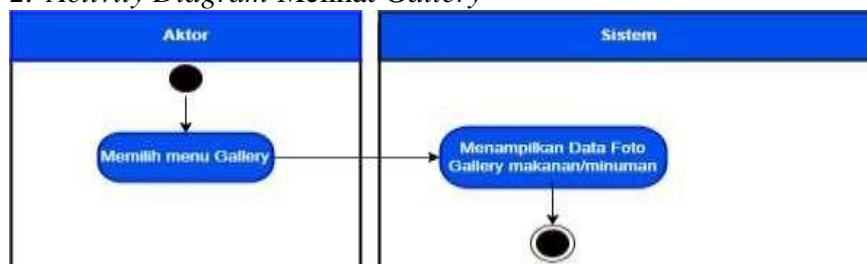 2. Activity Diagram Melihat Gallery
Aktor
Sistem
Memilih menu Gallery
Menampilkan Data Foto
Gallery makanan/minuman